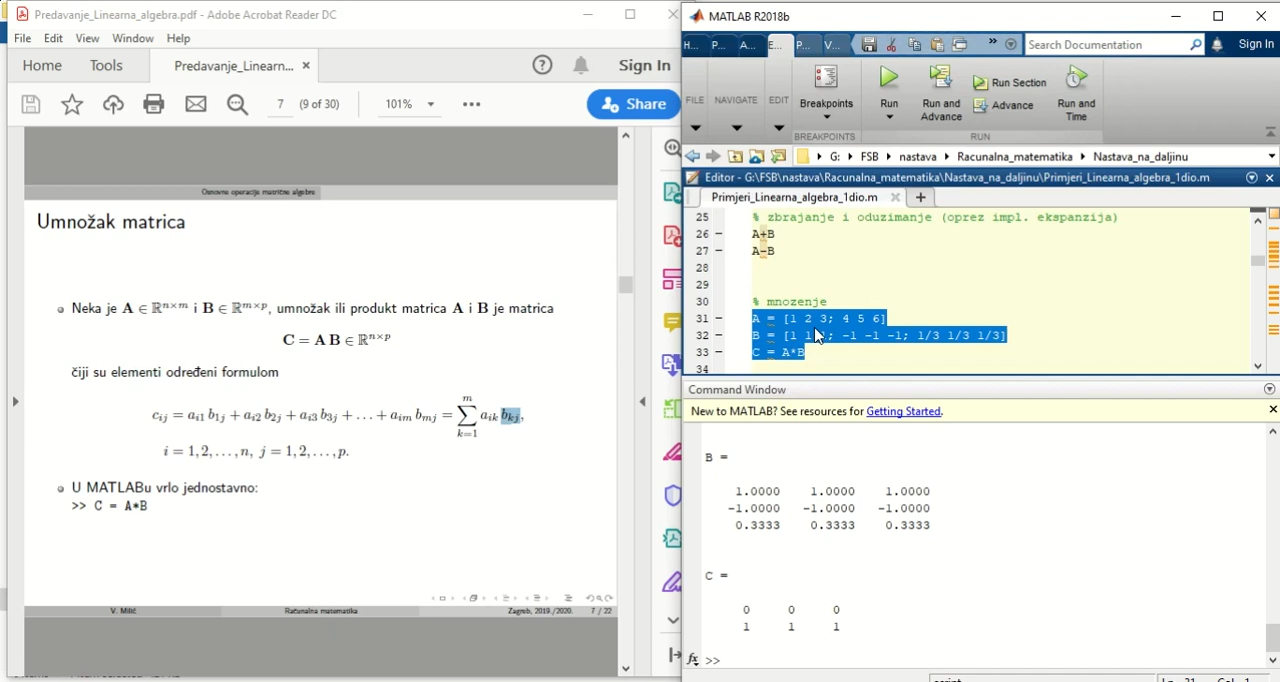 Predavanje_Linearna_algebra.pdf - Adobe Acrobat Reader DC
File Edit View Window Help
Home Tools Predavanje_Linearn... × Sign In
7 (9 of 30) 101% Share
Osnovne operacije matrične algebre
Umnožak matrica
Neka je A ∈ ℝⁿˣᵐ i B ∈ ℝᵐˣᵖ, umnožak ili produkt matrica A i B je matrica
C = A B ∈ ℝⁿˣᵖ
čiji su elementi određeni formulom
c_{ij} = a_{i1} b_{1j} + a_{i2} b_{2j} + a_{i3} b_{3j} + ... + a_{im} b_{mj} = ∑_{k=1}^{m} a_{ik} b_{kj},
i = 1, 2, ..., n, j = 1, 2, ..., p.
U MATLABu vrlo jednostavno:
>> C = A*B
V. Milić Računalna matematika Zagreb, 2019./2020. 7 / 22
MATLAB R2018b
H... P... A... E... P... V... » Search Documentation Sign In
FILE NAVIGATE EDIT Breakpoints Run Run and Advance Run Section Advance Run and Time
BREAKPOINTS RUN
G: FSB nastava Racunalna_matematika Nastava_na_daljinu
Editor - G:\FSB\nastava\Racunalna_matematika\Nastava_na_daljinu\Primjeri_Linearna_algebra_1dio.m
Primjeri_Linearna_algebra_1dio.m × +
25 % zbrajanje i oduzimanje (oprez impl. ekspanzija)
26 − A+B
27 − A-B
28
29
30 % mnozenje
31 − A = [1 2 3; 4 5 6]
32 − B = [1 1 ; -1 -1 -1; 1/3 1/3 1/3]
33 − C = A*B
34
Command Window
New to MATLAB? See resources for Getting Started.
B =
1.0000 1.0000 1.0000
-1.0000 -1.0000 -1.0000
0.3333 0.3333 0.3333
C =
0 0 0
1 1 1
fx >>